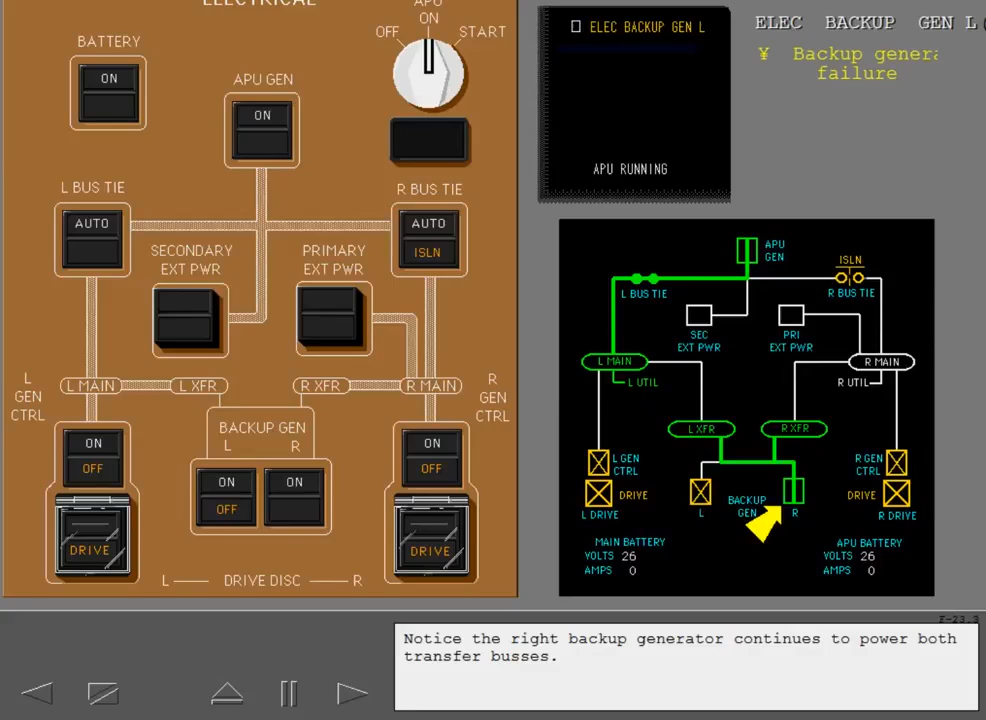 ELECTRICAL
BATTERY
ON
APU GEN
ON
APU
ON
OFF
START
L BUS TIE
AUTO
R BUS TIE
AUTO
ISLN
SECONDARY
EXT PWR
PRIMARY
EXT PWR
L
GEN
CTRL
L MAIN
L XFR
R XFR
R MAIN
R
GEN
CTRL
BACKUP GEN
L R
ON
OFF
ON
OFF
ON
ON
OFF
DRIVE
DRIVE
L DRIVE DISC R
ELEC BACKUP GEN L
APU RUNNING
ELEC BACKUP GEN L
¥ Backup genera
failure
APU
GEN
L BUS TIE
ISLN
R BUS TIE
SEC
EXT PWR
PRI
EXT PWR
L MAIN
R MAIN
L UTIL
R UTIL
L XFR
R XFR
L GEN
CTRL
R GEN
CTRL
DRIVE
L DRIVE
L
BACKUP
GEN
R
DRIVE
R DRIVE
MAIN BATTERY
VOLTS 26
AMPS 0
APU BATTERY
VOLTS 26
AMPS 0
F-23.3
Notice the right backup generator continues to power both
transfer busses.